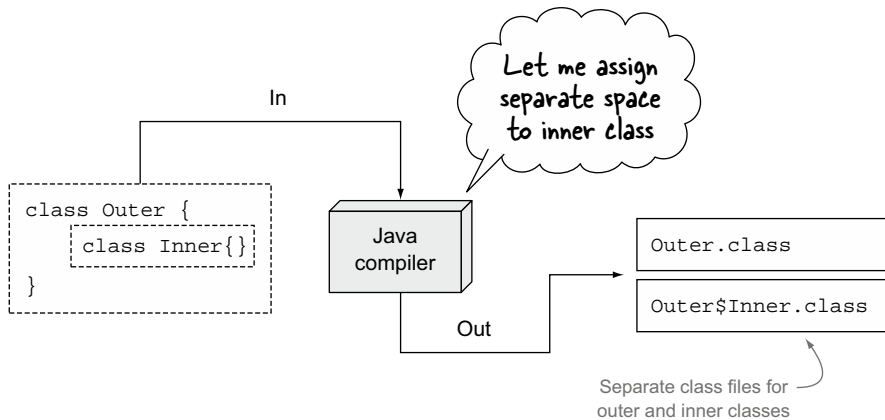 In
Let me assign
separate space
to inner class
class Outer {
class Inner{}
}
Java
compiler
Out
Outer.class
Outer$Inner.class
Separate class files for
outer and inner classes